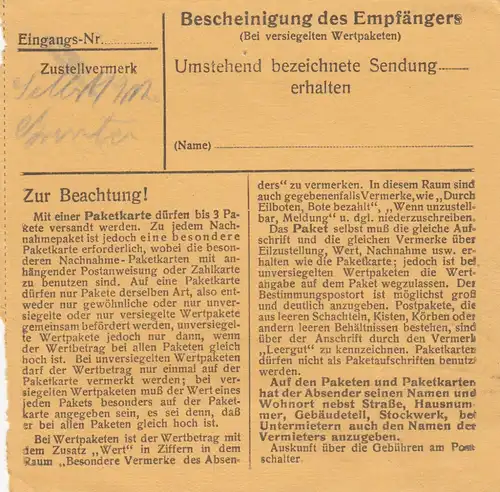 Eingangs-Nr.
Zustellvermerk
Bescheinigung des Empfängers
(Bei versiegelten Wertpaketen)
Umstehend bezeichnete Sendung
erhalten
(Name)
Zur Beachtung!
Mit einer Paketkarte dürfen bis 3 Pa-
kete versandt werden. Zu jedem Nach-
nahmepaket ist jedoch eine besondere
Paketkarte erforderlich, wobei die beson-
deren Nachnahme-Paketkarten mit an-
hängender Postanweisung oder Zahlkarte
zu benutzen sind. Auf eine Paketkarte
dürfen nur Pakete derselben Art, also ent-
weder nur gewöhnliche oder nur unver-
siegelte oder nur versiegelte Wertpakete
gemeinsam befördert werden, unversiegel-
te Wertpakete jedoch nur dann, wenn
der Wertbetrag bei allen Paketen gleich
hoch ist. Bei unversiegelten Wertpaketen
darf der Wertbetrag nur einmal auf der
Paketkarte vermerkt werden; bei ver-
siegelten Wertpaketen muß der Wert eines
jeden Pakets besonders auf der Paket-
karte angegeben sein, es sei denn, daß
er bei allen Paketen gleich hoch ist.
Bei Wertpaketen ist der Wertbetrag mit
dem Zusatz „Wert" in Ziffern in dem
Raum „Besondere Vermerke des Absen-
ders" zu vermerken. In diesem Raum sind
auch gegebenenfalls Vermerke, wie „Durch
Eilboten, Bote bezahlt", „Wenn unzustell-
bar, Meldung" u. dgl. niederzuschreiben.
Das Paket selbst muß die gleiche Auf-
schrift und die gleichen Vermerke über
Eilzustellung, Wert, Nachnahme usw. er-
halten wie die Paketkarte; jedoch ist bei
unversiegelten Wertpaketen die Wert-
angabe auf dem Paket wegzulassen. Der
Bestimmungspostort ist möglichst groß
und deutlich anzugeben. Postpakete, die
aus leeren Schachteln, Kisten, Körben oder
andern leeren Behältnissen bestehen, sind
über der Anschrift durch den Vermerk
„Leergut" zu kennzeichnen. Paketkarten
dürfen nicht als Paketaufschriften benutzt
werden.
Auf den Paketen und Paketkarten
hat der Absender seinen Namen und
Wohnort nebst Straße, Hausnum-
mer, Gebäudeteil, Stockwerk, bei
Untermietern auch den Namen des
Vermieters anzugeben.
Auskunft über die Gebühren am Post-
schalter.